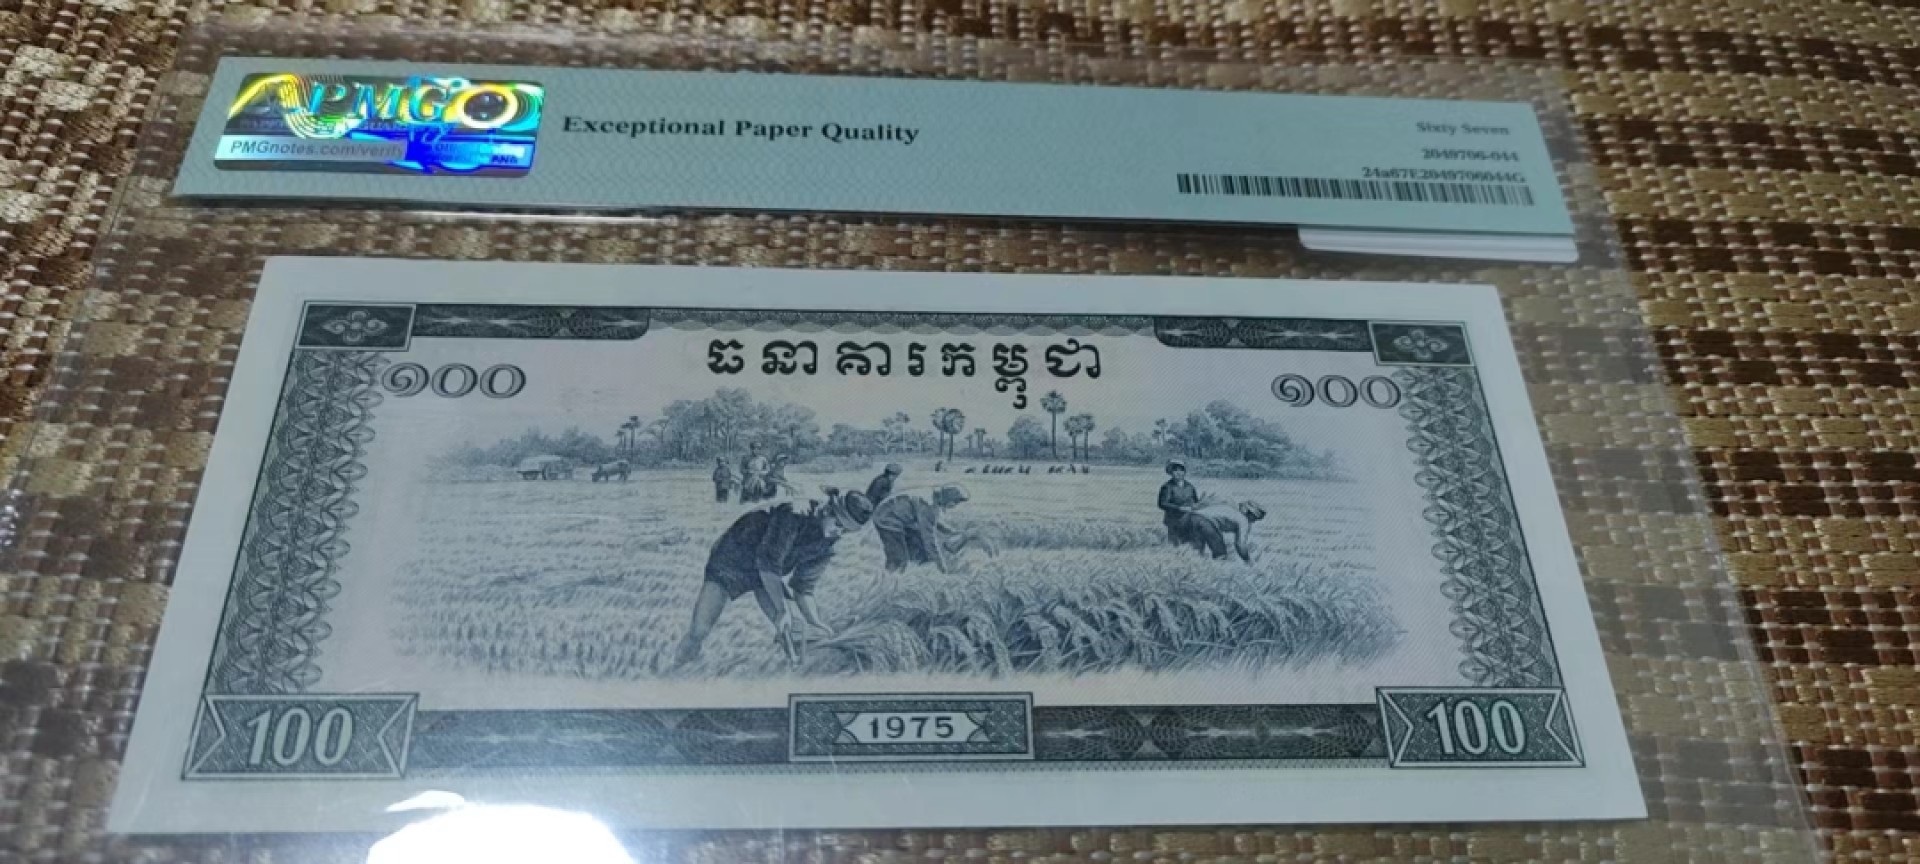 PMG
PMGnotes.com/verify
Exceptional Paper Quality
Sixty Seven
2049706-044
24a67E2049706044G
ធនាគារកម្ពុជា
១០០
១០០
100
1975
100